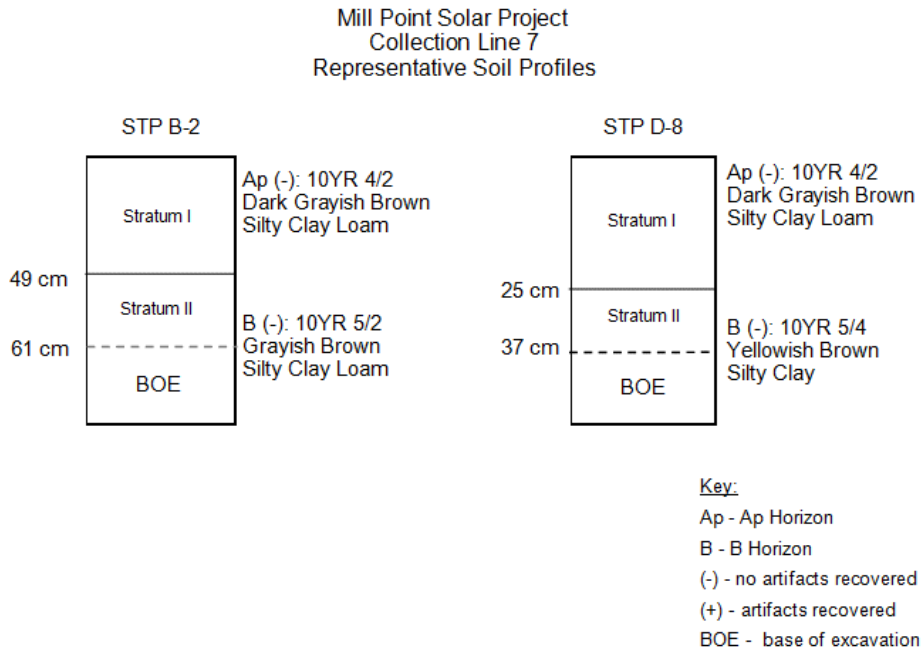 Mill Point Solar Project
Collection Line 7
Representative Soil Profiles
STP B-2
Stratum I
Ap (-): 10YR 4/2
Dark Grayish Brown
Silty Clay Loam
49 cm
Stratum II
B (-): 10YR 5/2
Grayish Brown
Silty Clay Loam
61 cm
BOE
STP D-8
Stratum I
Ap (-): 10YR 4/2
Dark Grayish Brown
Silty Clay Loam
25 cm
Stratum II
B (-): 10YR 5/4
Yellowish Brown
Silty Clay
37 cm
BOE
Key:
Ap - Ap Horizon
B - B Horizon
(-) - no artifacts recovered
(+) - artifacts recovered
BOE - base of excavation